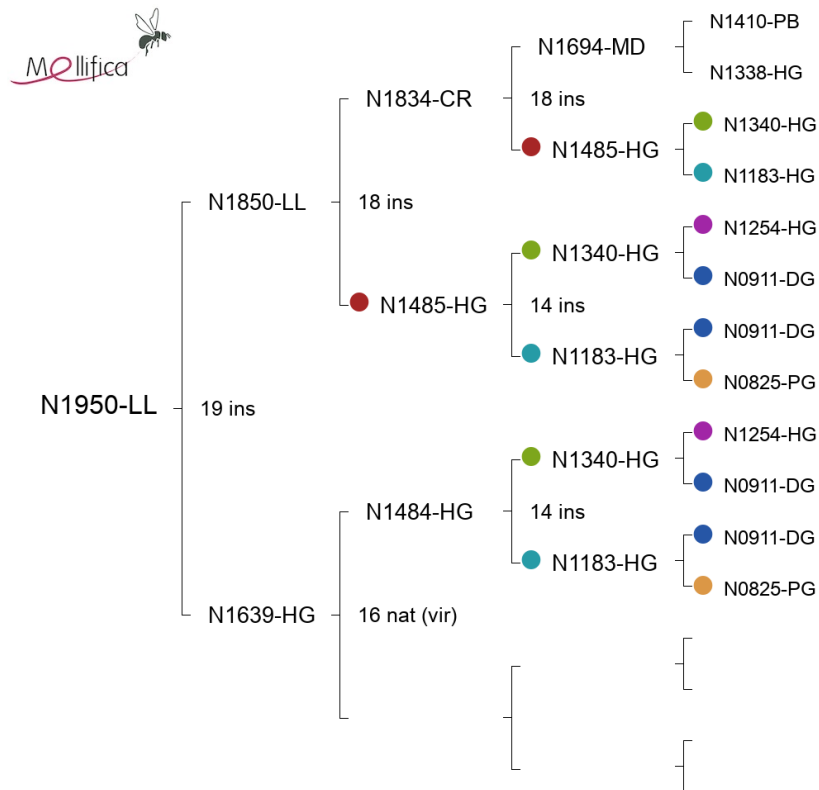 Mellifica
N1410-PB
N1694-MD
N1338-HG
N1834-CR
18 ins
N1340-HG
N1485-HG
N1183-HG
N1850-LL
18 ins
N1254-HG
N1340-HG
N0911-DG
N1485-HG
14 ins
N0911-DG
N1183-HG
N0825-PG
N1950-LL
19 ins
N1254-HG
N1340-HG
N0911-DG
N1484-HG
14 ins
N0911-DG
N1183-HG
N0825-PG
N1639-HG
16 nat (vir)